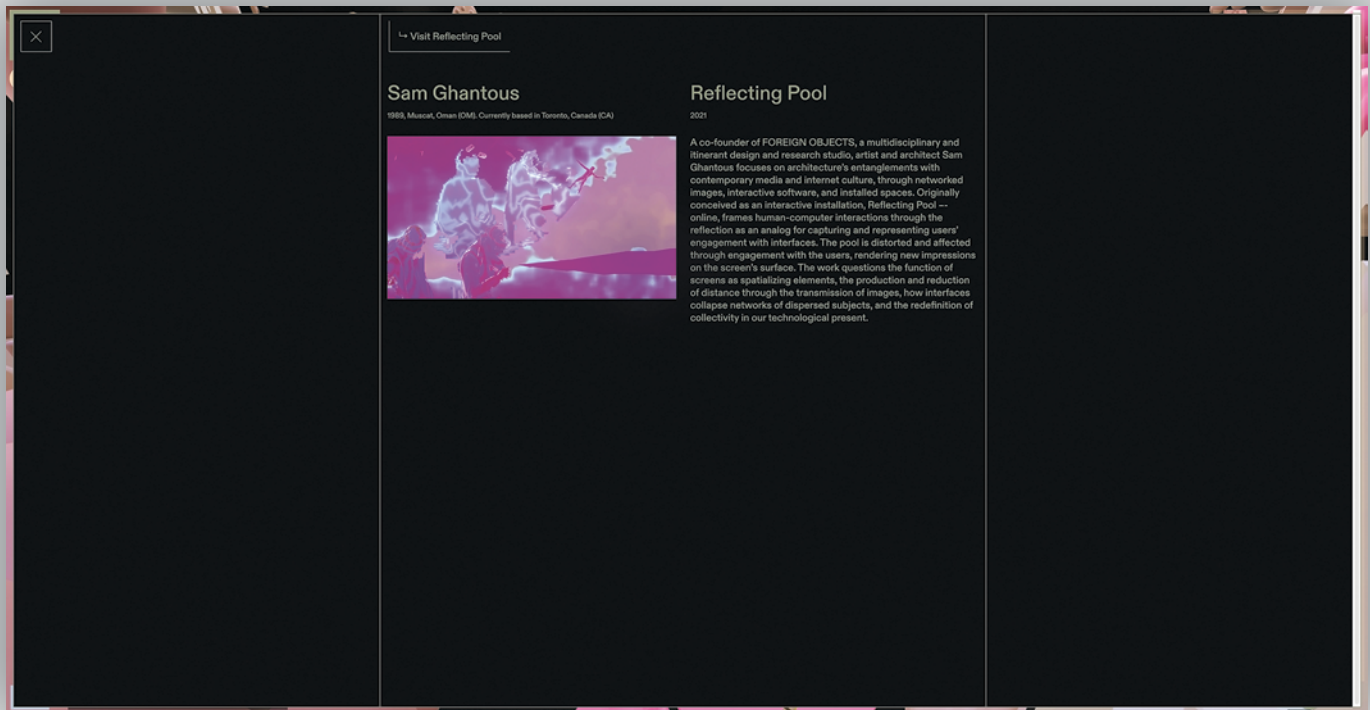 ↳ Visit Reflecting Pool
Sam Ghantous
1989, Muscat, Oman (OM). Currently based in Toronto, Canada (CA)
Reflecting Pool
2021
A co-founder of FOREIGN OBJECTS, a multidisciplinary and
itinerant design and research studio, artist and architect Sam
Ghantous focuses on architecture's entanglements with
contemporary media and internet culture, through networked
images, interactive software, and installed spaces. Originally
conceived as an interactive installation, Reflecting Pool —-
online, frames human-computer interactions through the
reflection as an analog for capturing and representing users'
engagement with interfaces. The pool is distorted and affected
through engagement with the users, rendering new impressions
on the screen's surface. The work questions the function of
screens as spatializing elements, the production and reduction
of distance through the transmission of images, how interfaces
collapse networks of dispersed subjects, and the redefinition of
collectivity in our technological present.